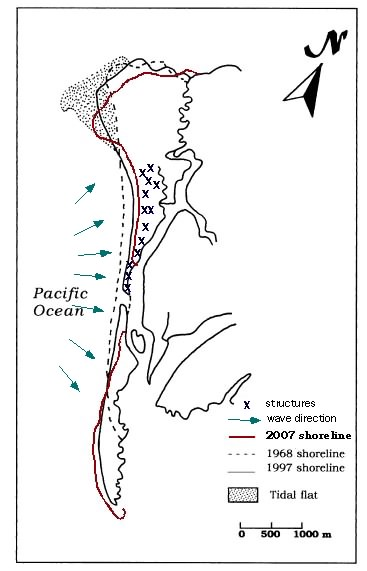 N
Pacific
Ocean
x structures
wave direction
2007 shoreline
1968 shoreline
1997 shoreline
Tidal flat
0 500 1000 m